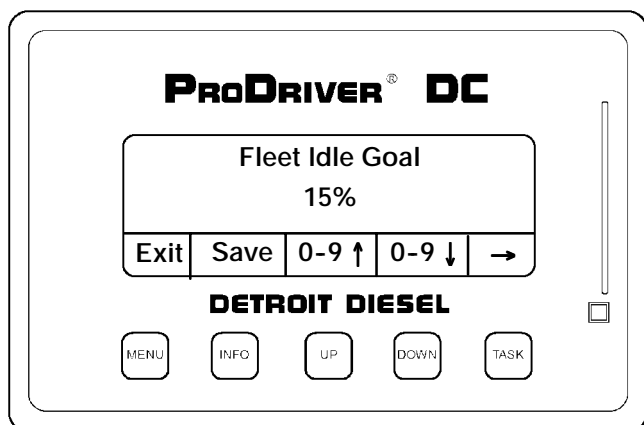 PRODRIVER® DC
Fleet Idle Goal
15%
Exit Save 0-9 ↑ 0-9 ↓ →
DETROIT DIESEL
MENU INFO UP DOWN TASK